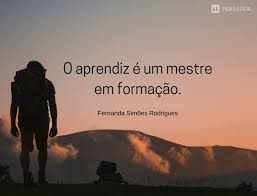 PENSADOR
O aprendiz é um mestre
em formação.
Fernanda Simões Rodrigues